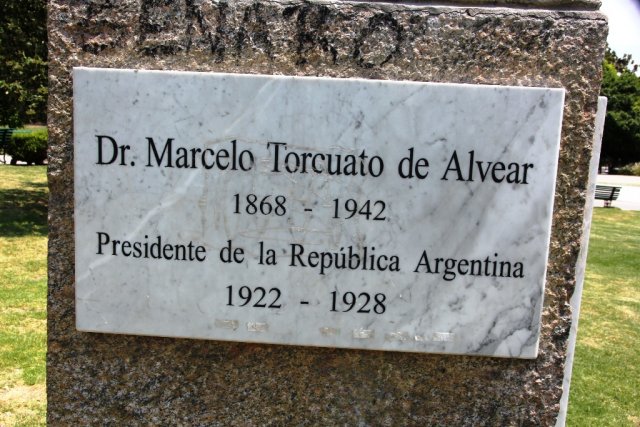 Dr. Marcelo Torcuato de Alvear
1868 - 1942
Presidente de la República Argentina
1922 - 1928